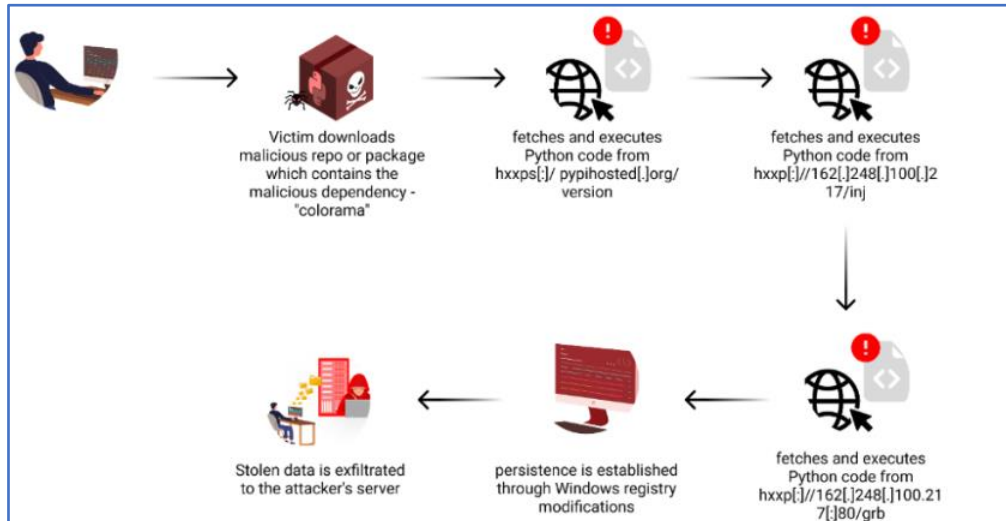 Victim downloads
malicious repo or package
which contains the
malicious dependency -
"colorama"
fetches and executes
Python code from
hxxps[:]/ pypihosted[.]org/
version
fetches and executes
Python code from
hxxp[:]//162[.]248[.]100[.]2
17/inj
fetches and executes
Python code from
hxxp[:]//162[.]248[.]100.21
7[:]80/grb
persistence is established
through Windows registry
modifications
Stolen data is exfiltrated
to the attacker's server